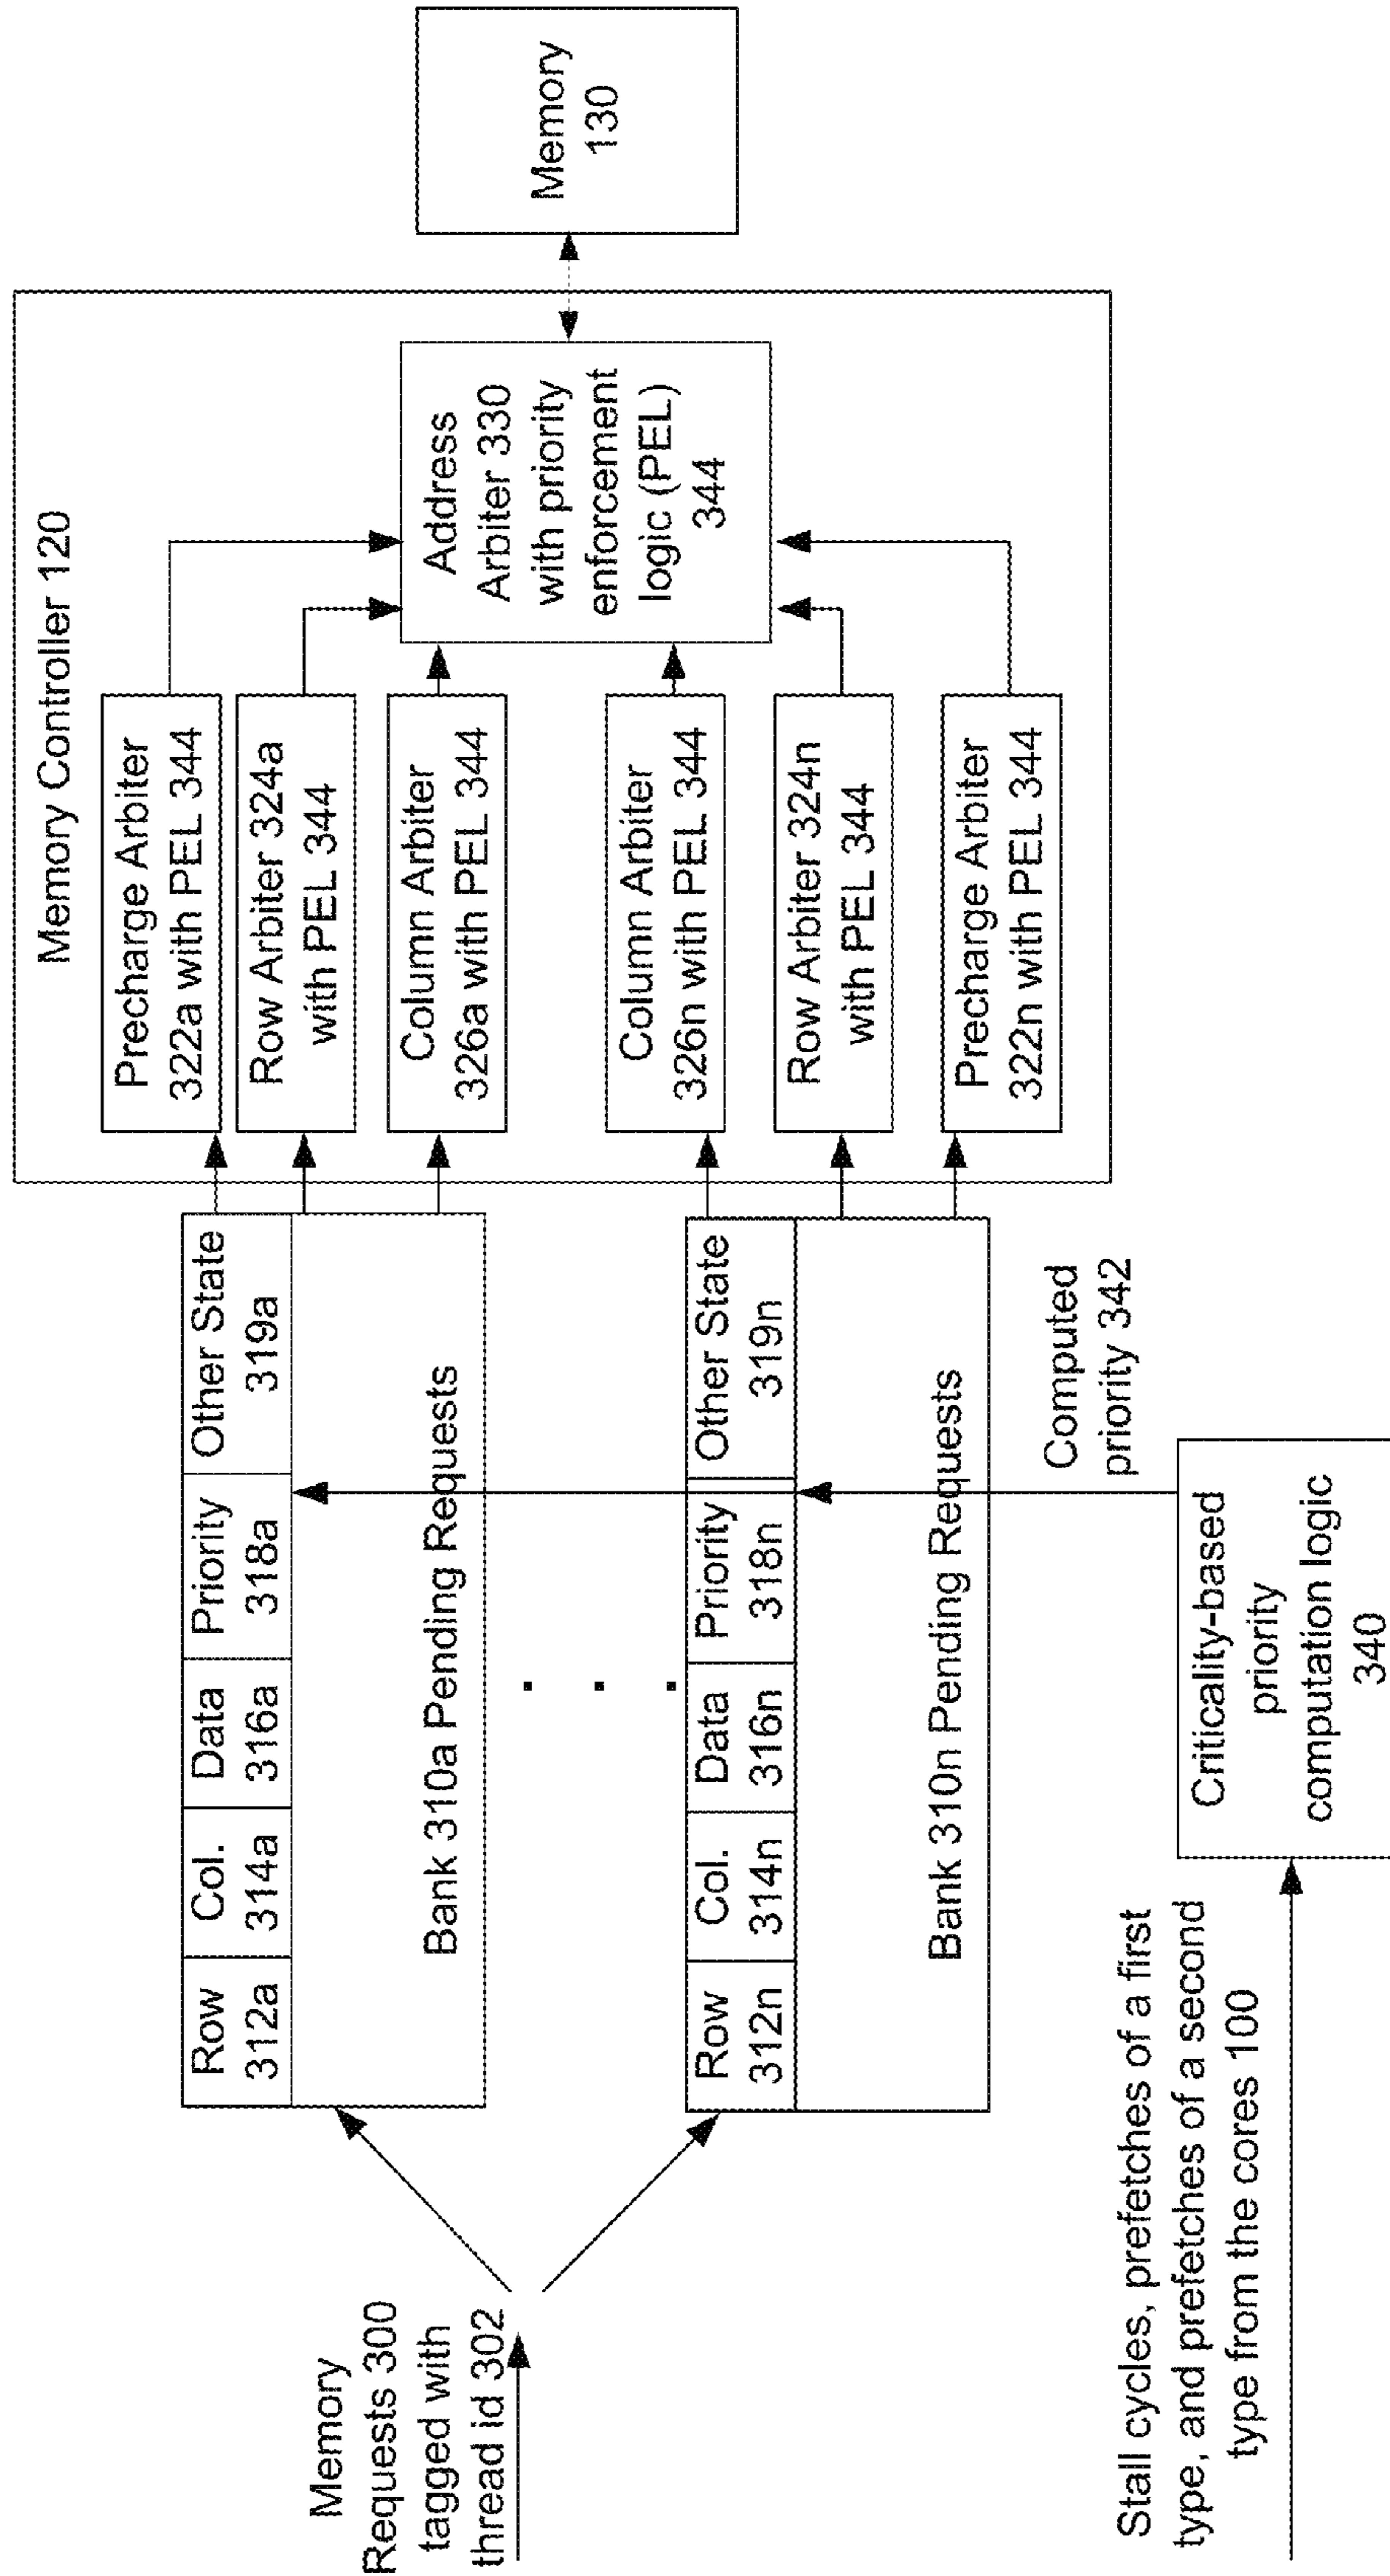 Memory
Requests 300
tagged with
thread id 302
Row
312a
Col.
314a
Data
316a
Priority
318a
Other State
319a
Bank 310a Pending Requests
. . .
Row
312n
Col.
314n
Data
316n
Priority
318n
Other State
319n
Bank 310n Pending Requests
Stall cycles, prefetches of a first
type, and prefetches of a second
type from the cores 100
Criticality-based
priority
computation logic
340
Computed
priority 342
Memory Controller 120
Precharge Arbiter
322a with PEL 344
Row Arbiter 324a
with PEL 344
Column Arbiter
326a with PEL 344
Column Arbiter
326n with PEL 344
Row Arbiter 324n
with PEL 344
Precharge Arbiter
322n with PEL 344
Address
Arbiter 330
with priority
enforcement
logic (PEL)
344
Memory
130